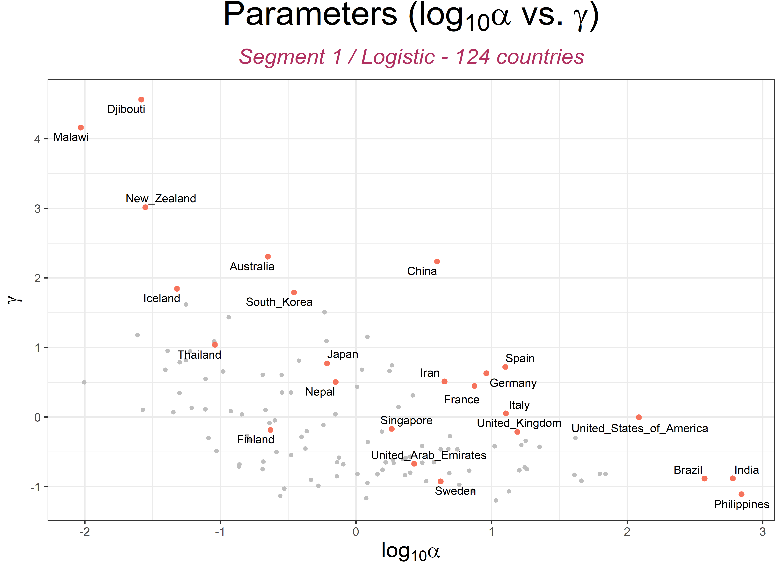 Parameters (log10α vs. γ)
Segment 1 / Logistic - 124 countries
Djibouti
Malawi
New_Zealand
Australia
China
Iceland
South_Korea
Thailand
Japan
Nepal
Iran
Spain
Germany
France
Italy
Singapore
United_Kingdom
United_States_of_America
Finland
United_Arab_Emirates
Sweden
Brazil
India
Philippines
4
3
2
1
0
-1
γ
-2 -1 0 1 2 3
log10α